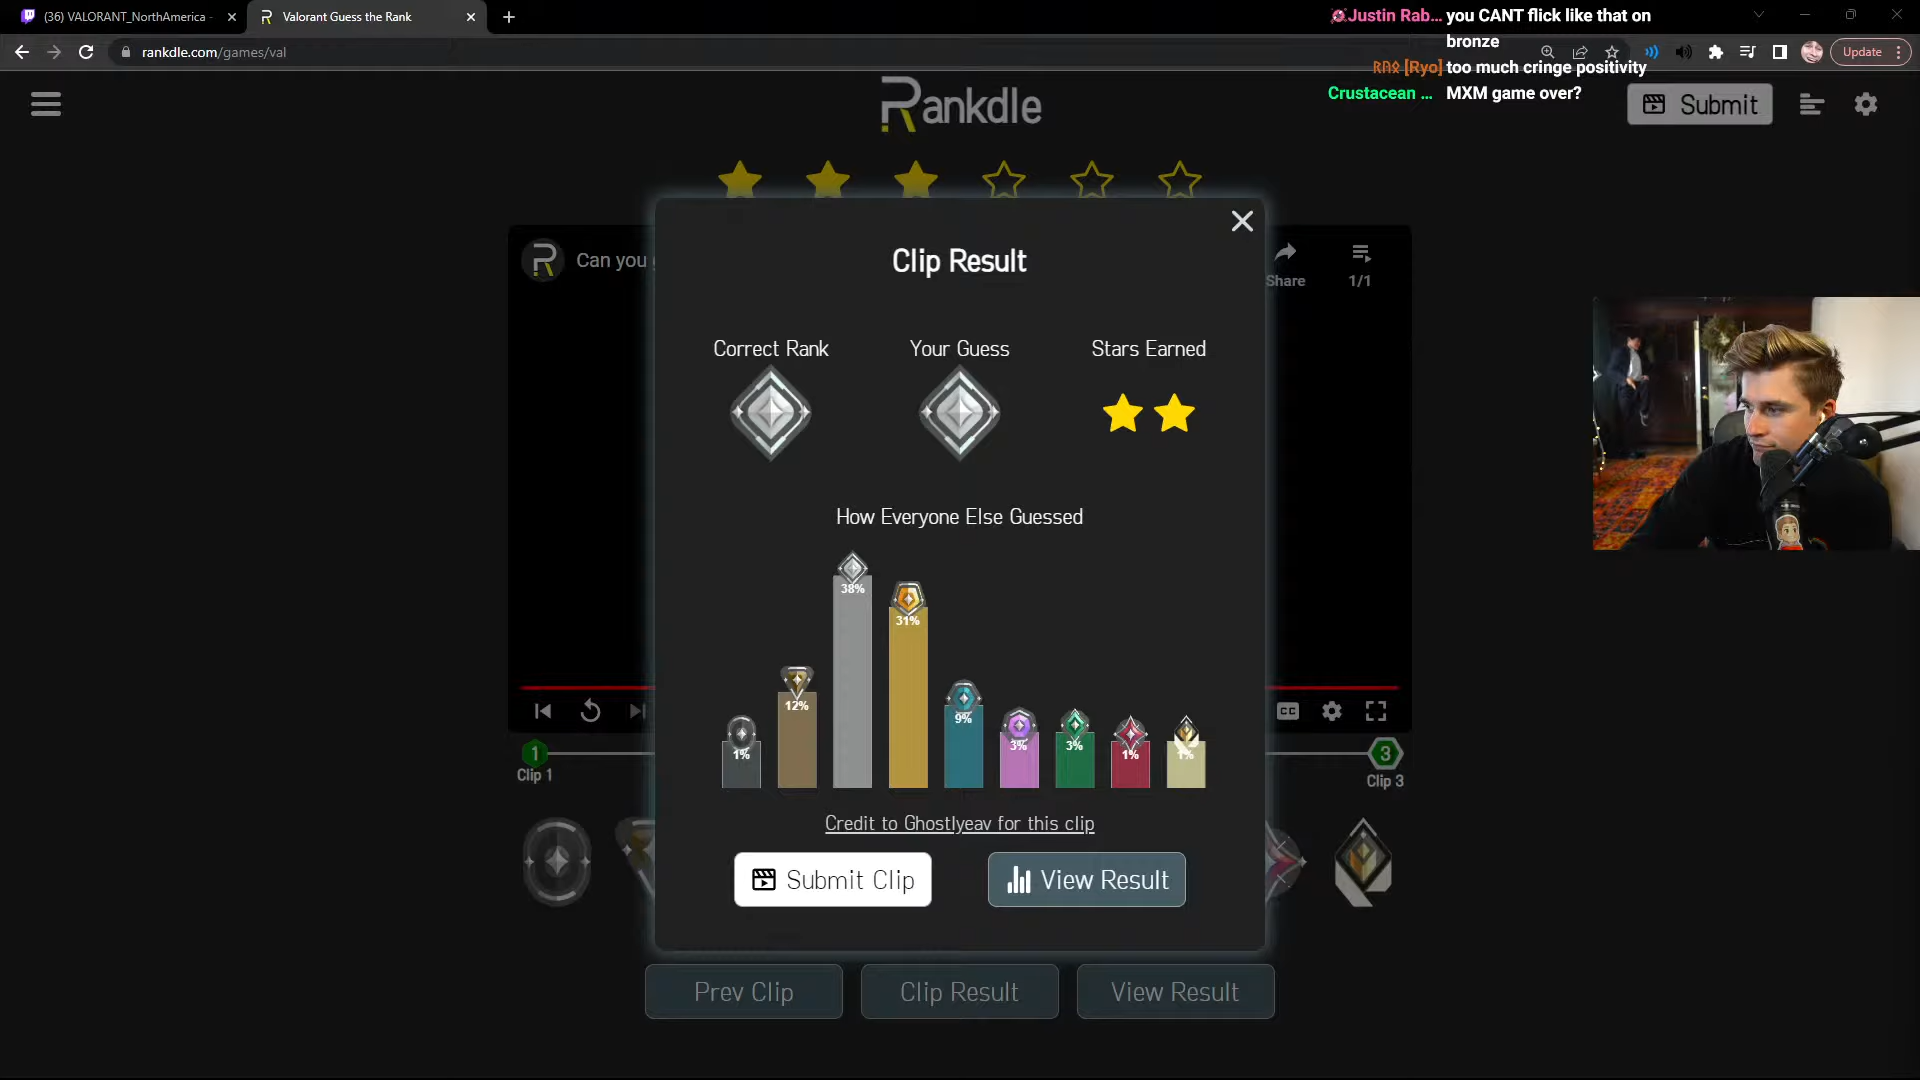 (36) VALORANT_NorthAmerica -
Valorant Guess the Rank
rankdle.com/games/val
Update
Justin Rab... you CANT flick like that on
bronze
RNO [Ryo] too much cringe positivity
Crustacean ... MXM game over?
Rankdle
Submit
Can you
Share
1/1
Clip Result
Correct Rank
Your Guess
Stars Earned
How Everyone Else Guessed
1%
12%
38%
31%
9%
3%
3%
1%
1%
CC
1
Clip 1
3
Clip 3
Credit to Ghostlyeav for this clip
Submit Clip
View Result
Prev Clip
Clip Result
View Result